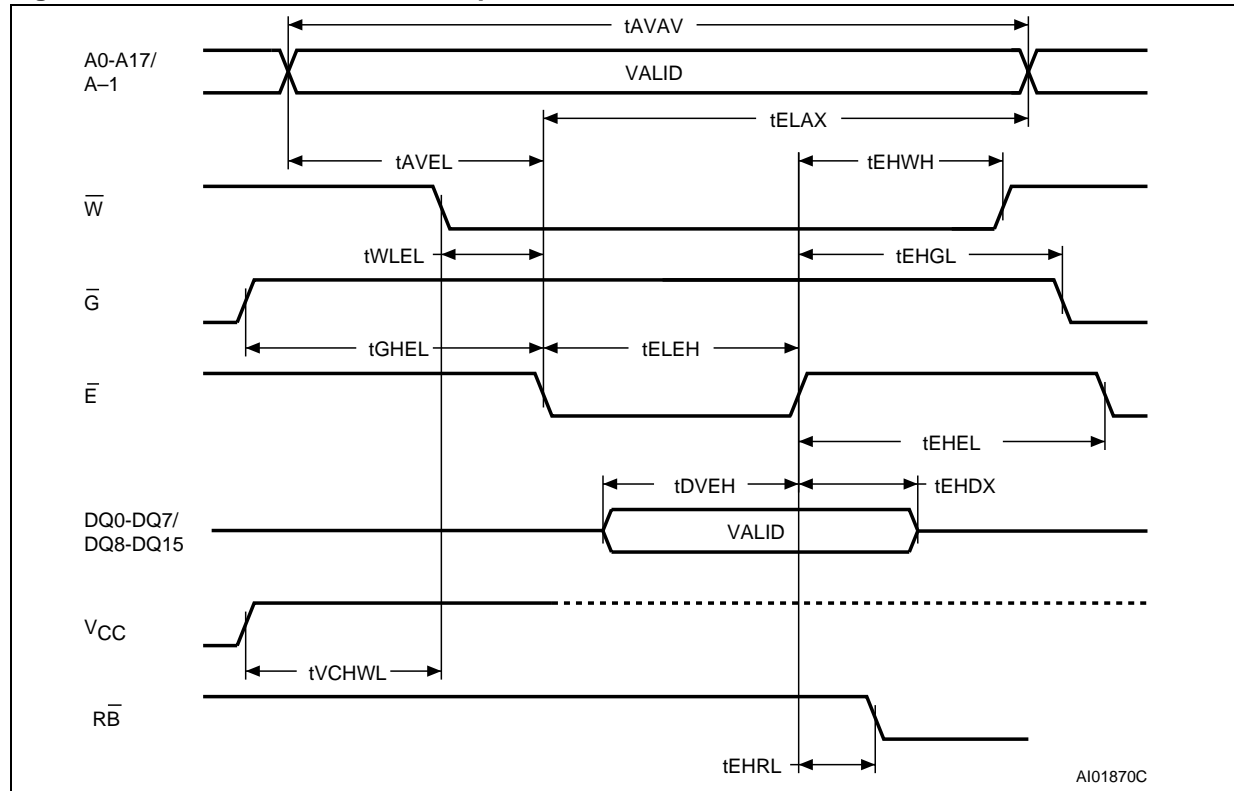 tAVAV
A0-A17/
A–1
VALID
tELAX
tAVEL
tEHWH
W̅
tWLEL
tEHGL
G̅
tGHEL
tELEH
E̅
tEHEL
tDVEH
tEHDX
DQ0-DQ7/
DQ8-DQ15
VALID
VCC
tVCHWL
RB̅
tEHRL
AI01870C